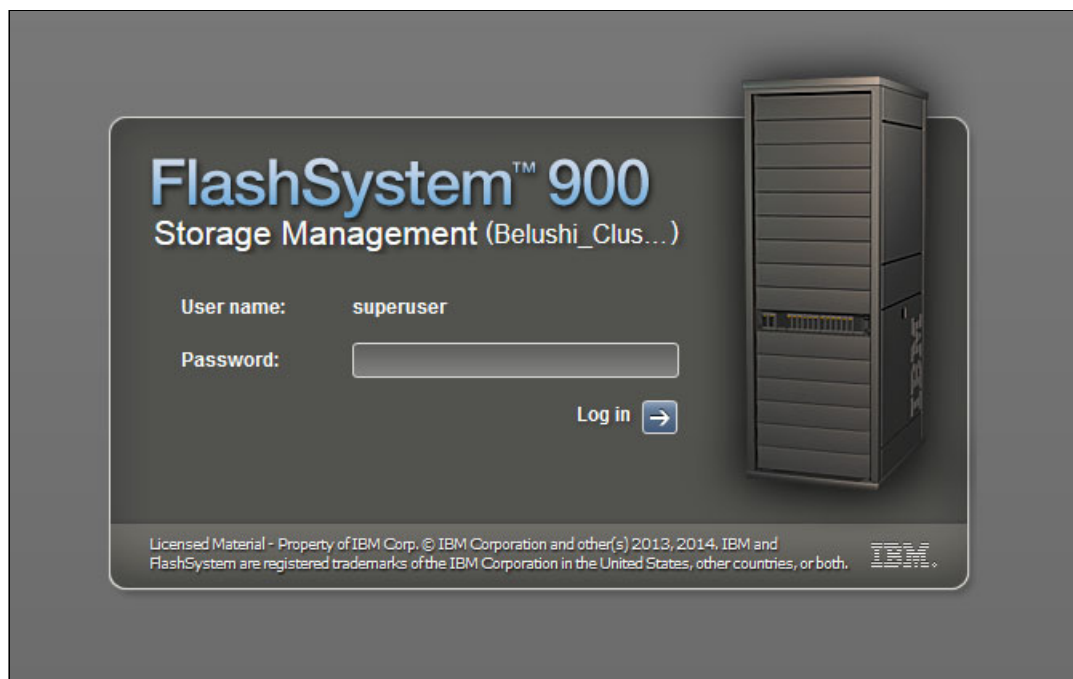 FlashSystem™ 900
Storage Management (Belushi_Clus...)
User name: superuser
Password:
Log in
IBM
Licensed Material - Property of IBM Corp. © IBM Corporation and other(s) 2013, 2014. IBM and
FlashSystem are registered trademarks of the IBM Corporation in the United States, other countries, or both.
IBM.